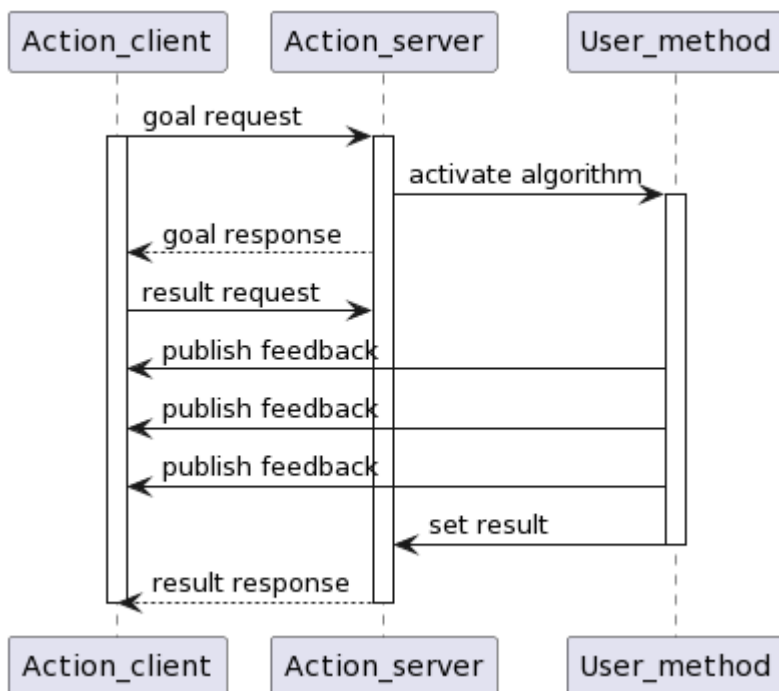 Action_client Action_server User_method
goal request
activate algorithm
goal response
result request
publish feedback
publish feedback
publish feedback
set result
result response
Action_client Action_server User_method